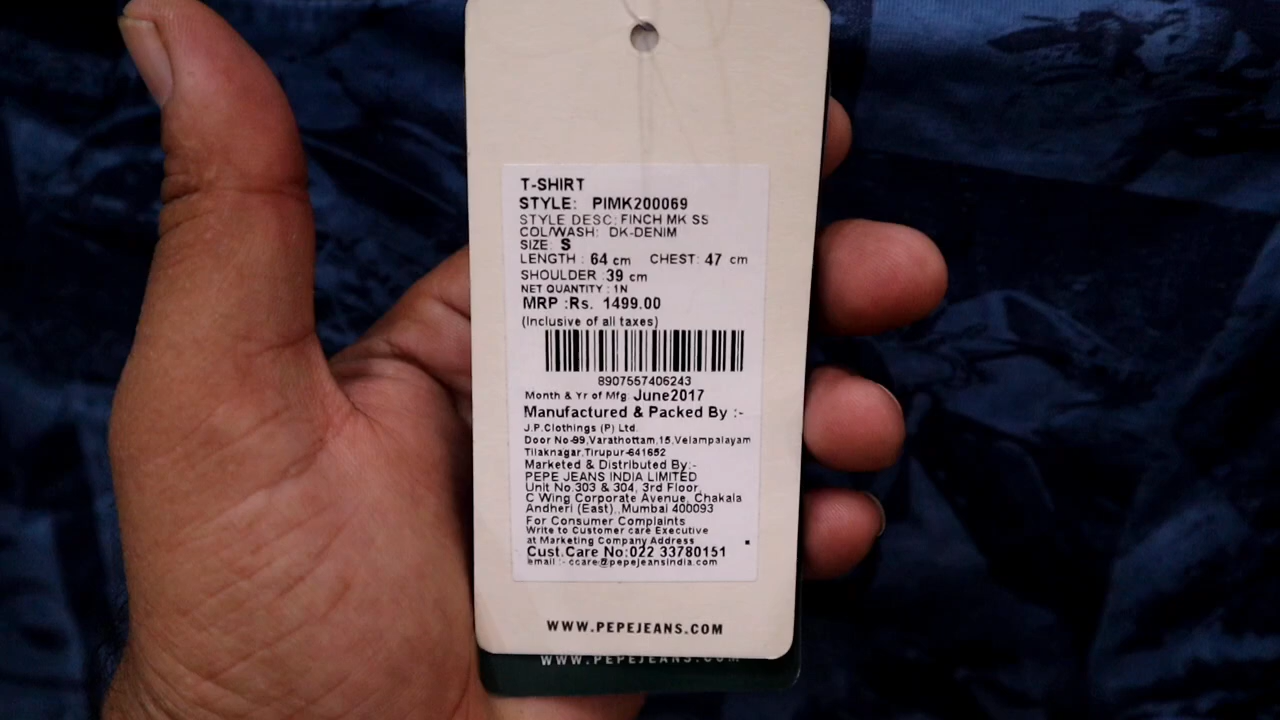 T-SHIRT
STYLE: PIMK200069
STYLE DESC: FINCH MK SS
COL/WASH: DK-DENIM
SIZE: S
LENGTH : 64 cm CHEST: 47 cm
SHOULDER : 39 cm
NET QUANTITY : 1N
MRP :Rs. 1499.00
(Inclusive of all taxes)
8907557406243
Month & Yr of Mfg. June2017
Manufactured & Packed By :-
J.P.Clothings (P) Ltd.
Door No-99,Varathottam,15,Velampalayam
Tilaknagar,Tirupur-641652
Marketed & Distributed By:-
PEPE JEANS INDIA LIMITED
Unit No.303 & 304, 3rd Floor,
C Wing Corporate Avenue, Chakala
Andheri (East),,Mumbai 400093
For Consumer Complaints
Write to Customer care Executive
at Marketing Company Address
Cust.Care No:022 33780151
email :- ccare@pepejeansindia.com
WWW.PEPEJEANS.COM
WWW.PEPEJEANS.COM